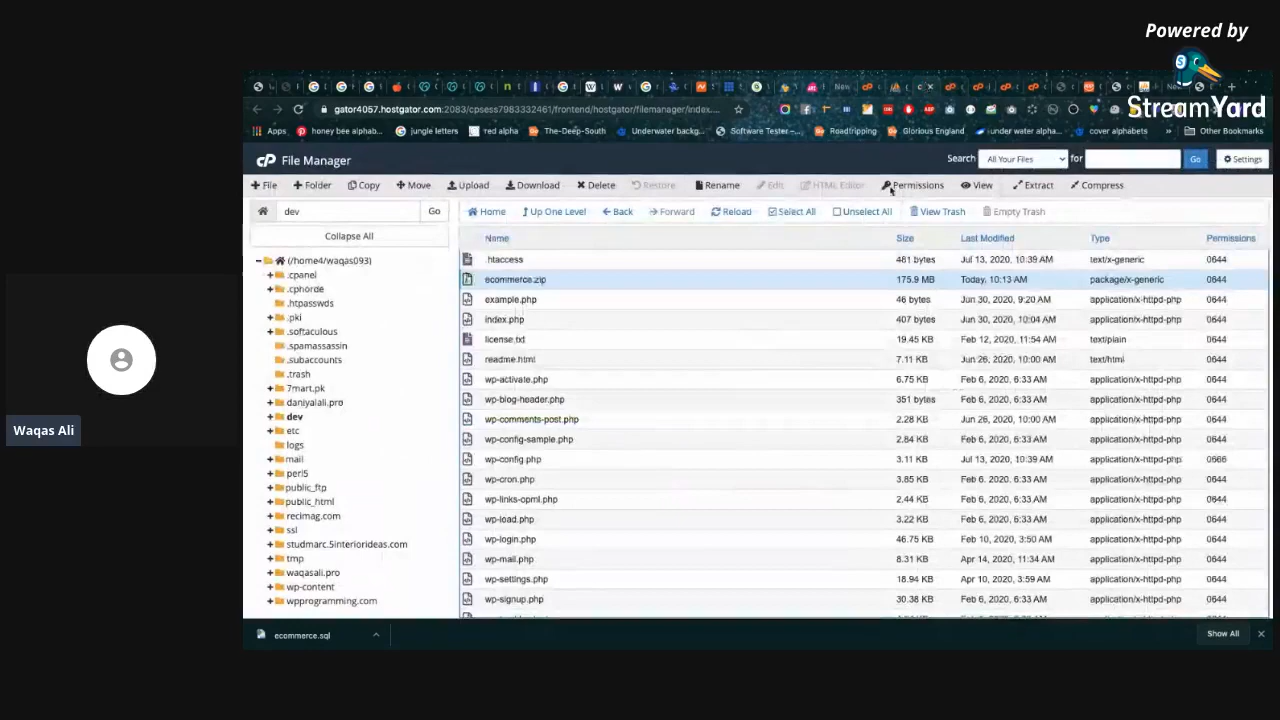 Powered by
StreamYard
gator4057.hostgator.com:2083/cpsess7983332461/frontend/hostgator/filemanager/index...
Apps honey bee alphab... jungle letters red alpha The-Deep-South Underwater backg... Software Tester –... Roadtripping Glorious England under water alpha... cover alphabets » Other Bookmarks
cP File Manager
Search All Your Files for Go Settings
+ File + Folder Copy Move Upload Download Delete Restore Rename Edit HTML Editor Permissions View Extract Compress
dev Go Home Up One Level Back Forward Reload Select All Unselect All View Trash Empty Trash
Collapse All
Name Size Last Modified Type Permissions
(/home4/waqas093)
.cpanel
.cphorde
.htpasswds
.pki
.softaculous
.spamassassin
.subaccounts
.trash
7mart.pk
daniyalali.pro
dev
etc
logs
mail
perl5
public_ftp
public_html
recimag.com
ssl
studmarc.5interiorideas.com
tmp
waqasali.pro
wp-content
wpprogramming.com
.htaccess 481 bytes Jul 13, 2020, 10:39 AM text/x-generic 0644
ecommerce.zip 175.9 MB Today, 10:13 AM package/x-generic 0644
example.php 46 bytes Jun 30, 2020, 9:20 AM application/x-httpd-php 0644
index.php 407 bytes Jun 30, 2020, 10:04 AM application/x-httpd-php 0644
license.txt 19.45 KB Feb 12, 2020, 11:54 AM text/plain 0644
readme.html 7.11 KB Jun 26, 2020, 10:00 AM text/html 0644
wp-activate.php 6.75 KB Feb 6, 2020, 6:33 AM application/x-httpd-php 0644
wp-blog-header.php 351 bytes Feb 6, 2020, 6:33 AM application/x-httpd-php 0644
wp-comments-post.php 2.28 KB Jun 26, 2020, 10:00 AM application/x-httpd-php 0644
wp-config-sample.php 2.84 KB Feb 6, 2020, 6:33 AM application/x-httpd-php 0644
wp-config.php 3.11 KB Jul 13, 2020, 10:39 AM application/x-httpd-php 0666
wp-cron.php 3.85 KB Feb 6, 2020, 6:33 AM application/x-httpd-php 0644
wp-links-opml.php 2.44 KB Feb 6, 2020, 6:33 AM application/x-httpd-php 0644
wp-load.php 3.22 KB Feb 6, 2020, 6:33 AM application/x-httpd-php 0644
wp-login.php 46.75 KB Feb 10, 2020, 3:50 AM application/x-httpd-php 0644
wp-mail.php 8.31 KB Apr 14, 2020, 11:34 AM application/x-httpd-php 0644
wp-settings.php 18.94 KB Apr 10, 2020, 3:59 AM application/x-httpd-php 0644
wp-signup.php 30.38 KB Feb 6, 2020, 6:33 AM application/x-httpd-php 0644
Waqas Ali
ecommerce.sql
Show All